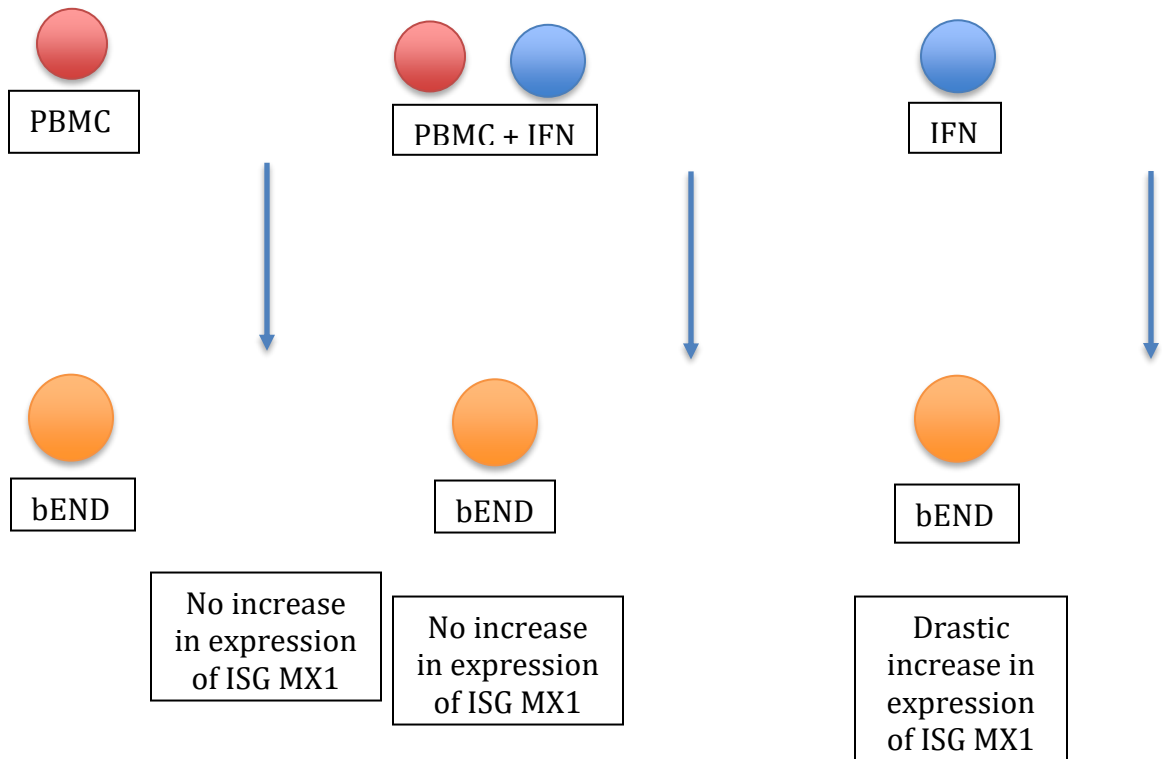 PBMC
PBMC + IFN
IFN
bEND
bEND
bEND
No increase
in expression
of ISG MX1
No increase
in expression
of ISG MX1
Drastic
increase in
expression
of ISG MX1